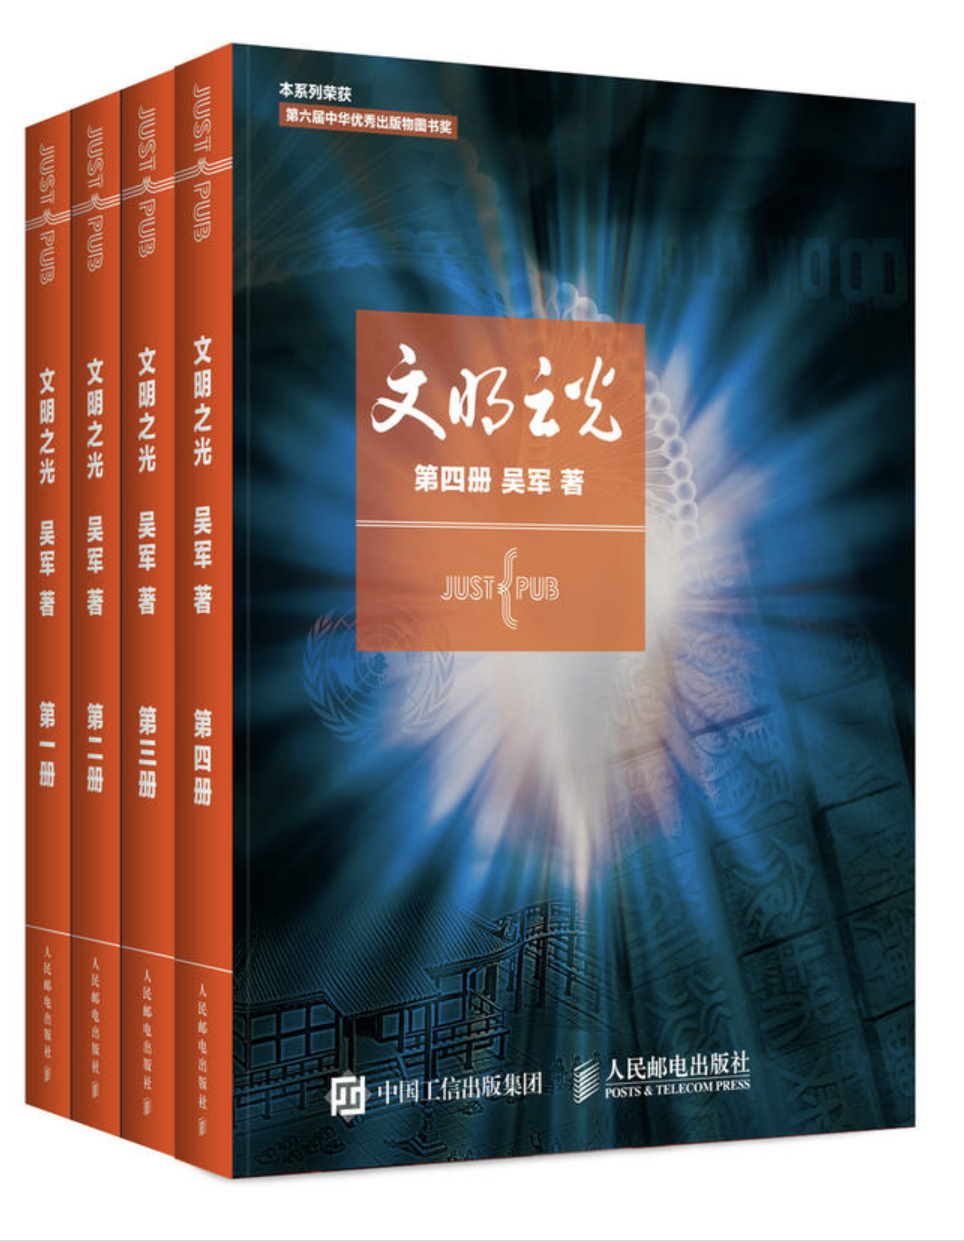 本系列荣获
第六届中华优秀出版物图书奖
文明之光
第四册 吴军 著
JUST PUB
中国工信出版集团
人民邮电出版社
POSTS & TELECOM PRESS
JUST PUB
文明之光 吴军 著 第一册
人民邮电出版社
JUST PUB
文明之光 吴军 著 第二册
人民邮电出版社
JUST PUB
文明之光 吴军 著 第三册
人民邮电出版社
JUST PUB
文明之光 吴军 著 第四册
人民邮电出版社